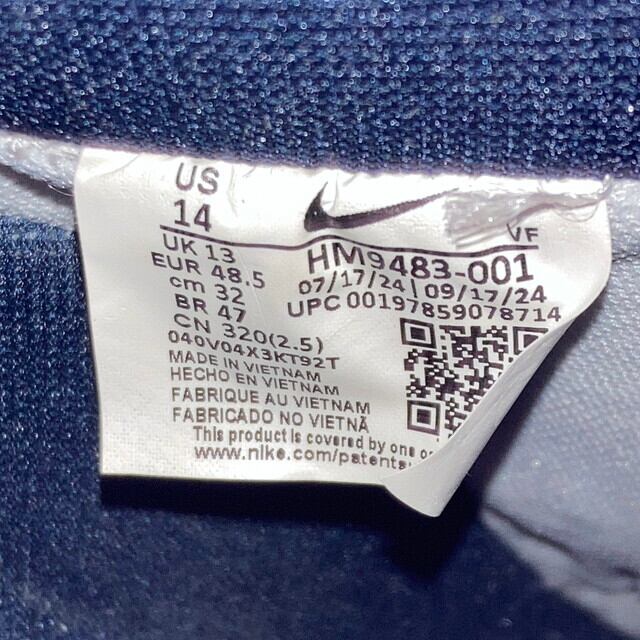 US
14
VF
UK 13
EUR 48.5
cm 32
BR 47
CN 320(2.5)
040V04X3KT92T
HM9483-001
07/17/24 | 09/17/24
UPC 00197859078714
MADE IN VIETNAM
HECHO EN VIETNAM
FABRIQUE AU VIETNAM
FABRICADO NO VIETNÃ
This product is covered by one
www.nike.com/patents